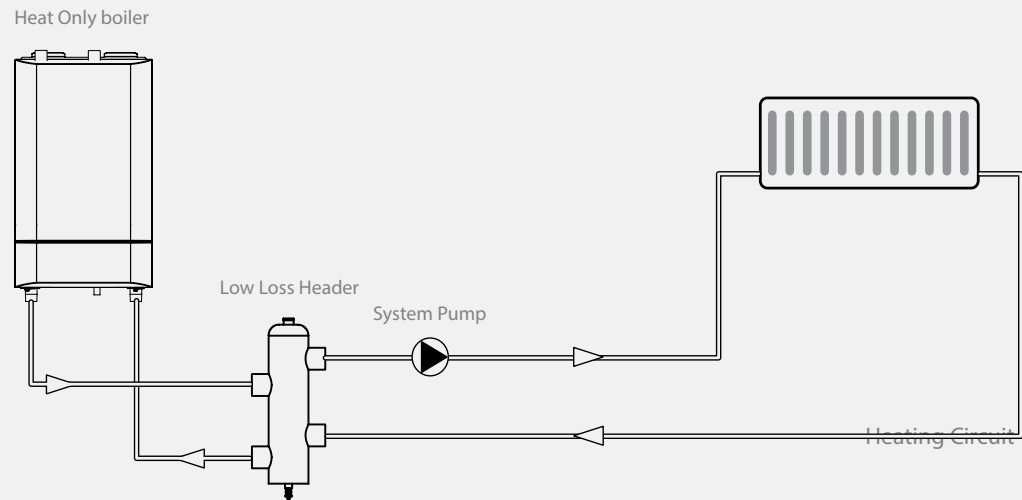 Heat Only boiler
Low Loss Header
System Pump
Heating Circuit